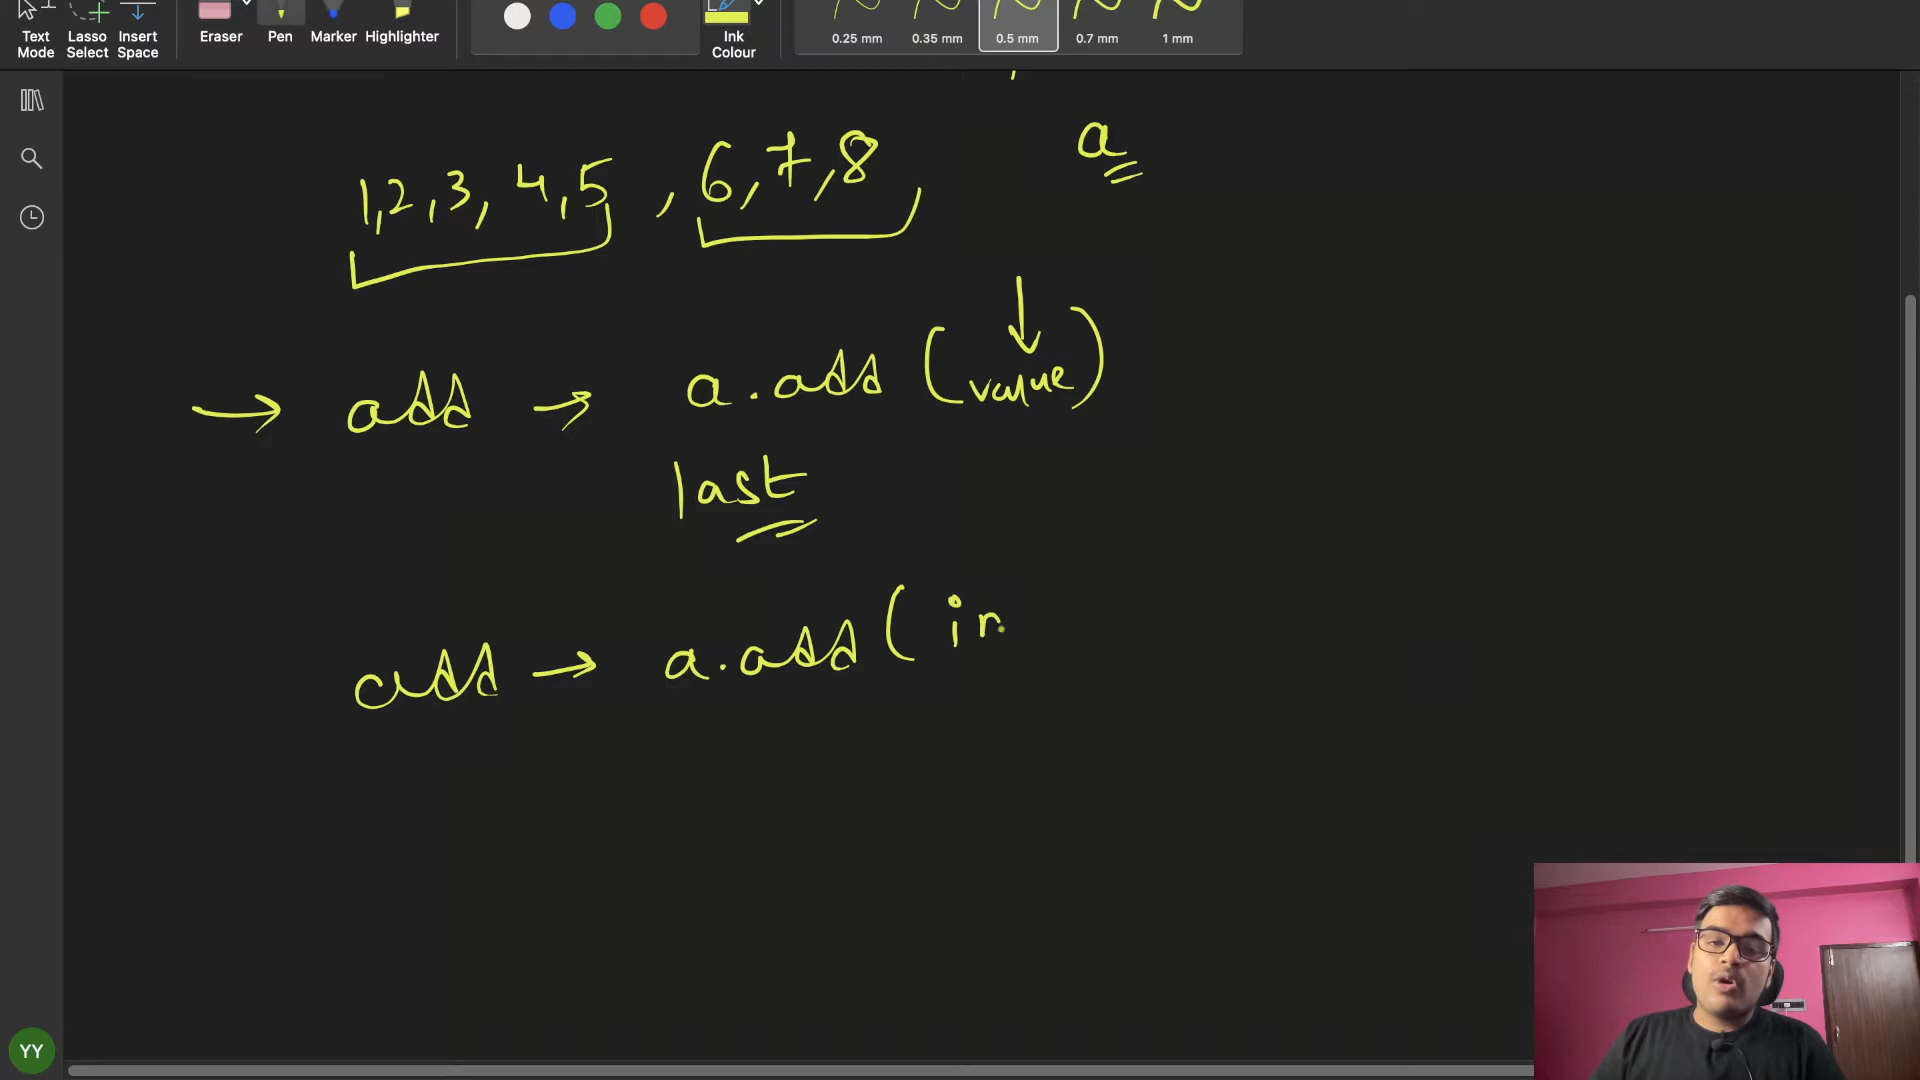 Text Mode
Lasso Select
Insert Space
Eraser
Pen
Marker
Highlighter
Ink Colour
0.25 mm
0.35 mm
0.5 mm
0.7 mm
1 mm
a
1,2,3,4,5,6,7,8,
→ add → a.add(value)
last
add → a.add(in
YY